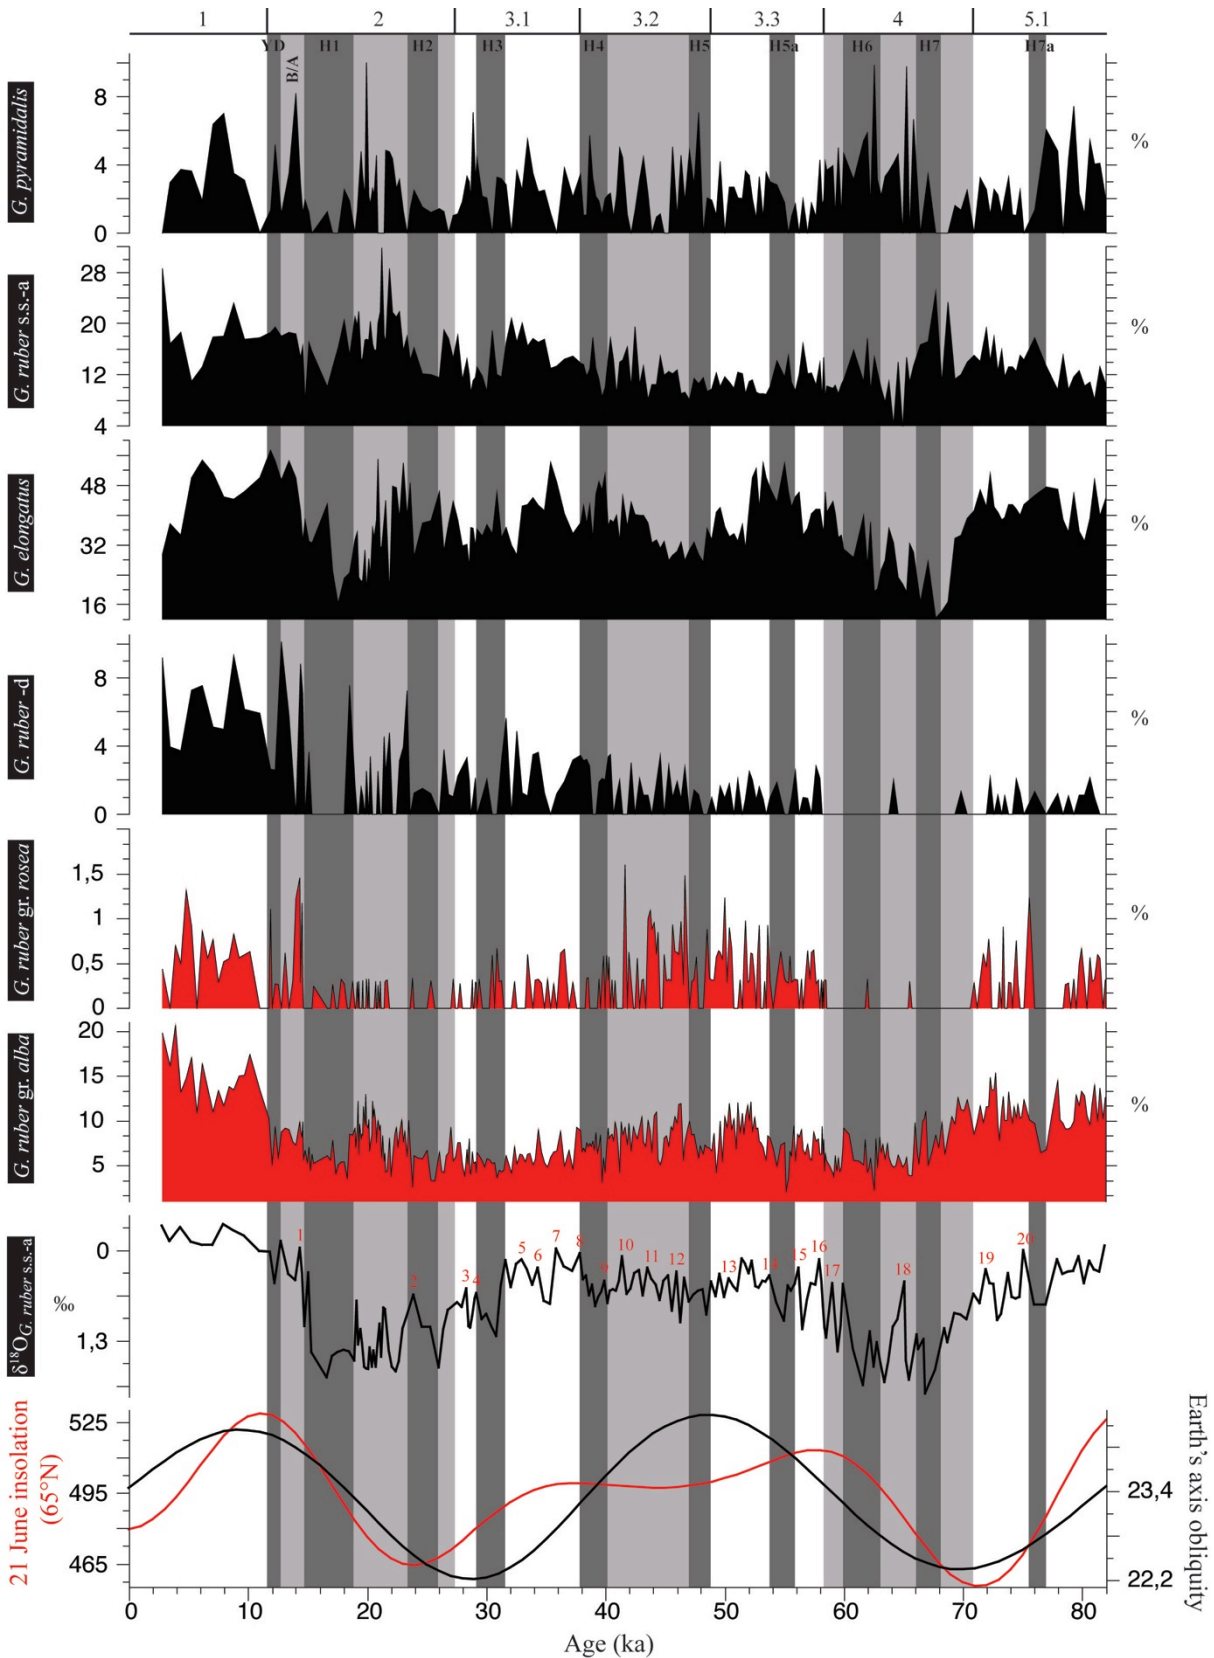 1 2 3.1 3.2 3.3 4 5.1
YD B/A H1 H2 H3 H4 H5 H5a H6 H7 H7a
G. pyramidalis
8
4
0
%
G. ruber s.s.-a
28
20
12
4
%
G. elongatus
48
32
16
%
G. ruber -d
8
4
0
%
G. ruber gr. rosea
1,5
1
0,5
0
%
G. ruber gr. alba
20
15
10
5
%
δ¹⁸O G. ruber s.s.-a
‰
0
1,3
1 2 3 4 5 6 7 8 9 10 11 12 13 14 15 16 17 18 19 20
21 June insolation
(65°N)
525
495
465
Earth's axis obliquity
23,4
22,2
0 10 20 30 40 50 60 70 80
Age (ka)